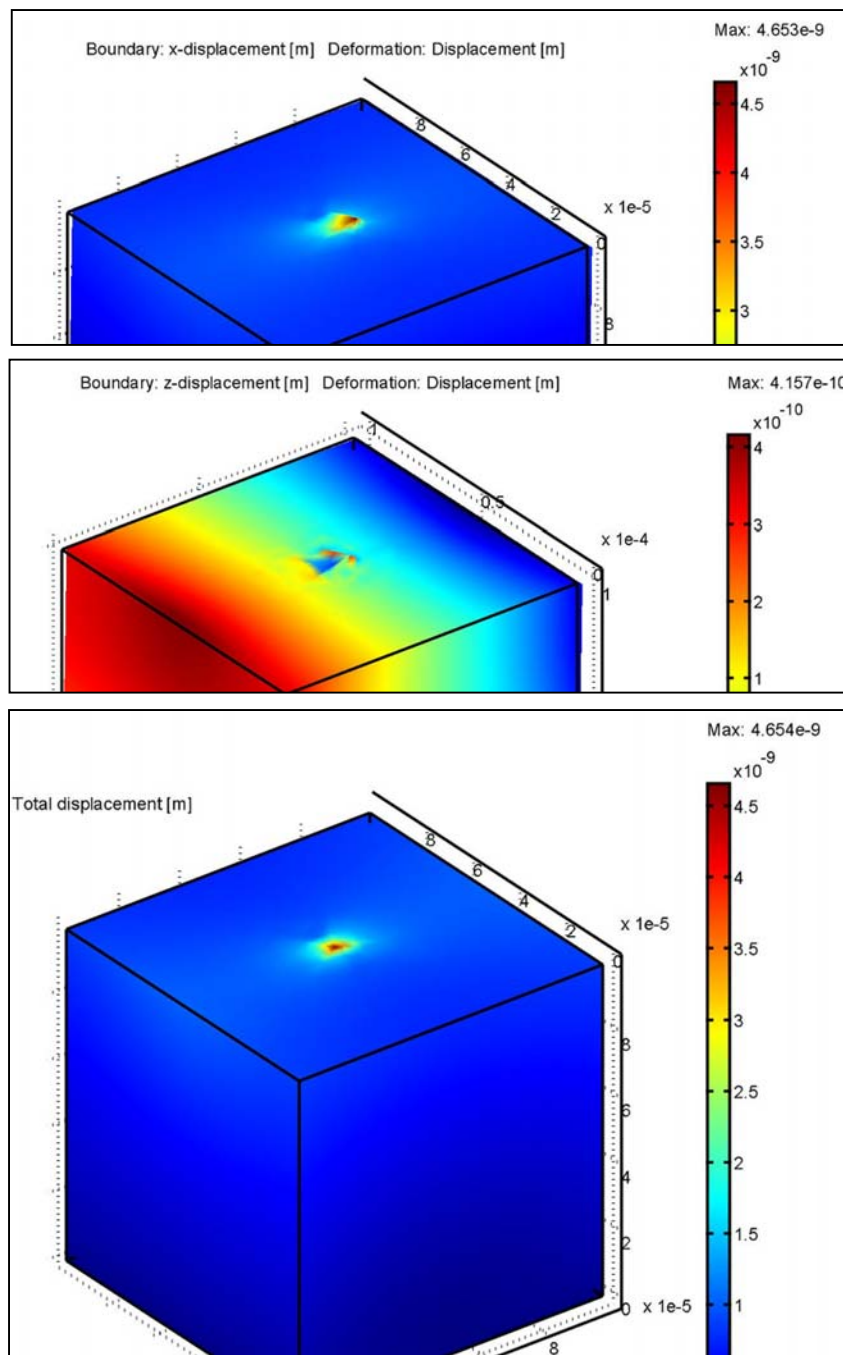 Boundary: x-displacement [m] Deformation: Displacement [m]
Max: 4.653e-9
x10^-9
4.5
4
3.5
3
8
6
4
2
0
x 1e-5
8
Boundary: z-displacement [m] Deformation: Displacement [m]
Max: 4.157e-10
x10^-10
4
3
2
1
1
0.5
0
x 1e-4
1
Total displacement [m]
Max: 4.654e-9
x10^-9
4.5
4
3.5
3
2.5
2
1.5
1
8
6
4
2
0
x 1e-5
8
6
4
2
0
x 1e-5
8